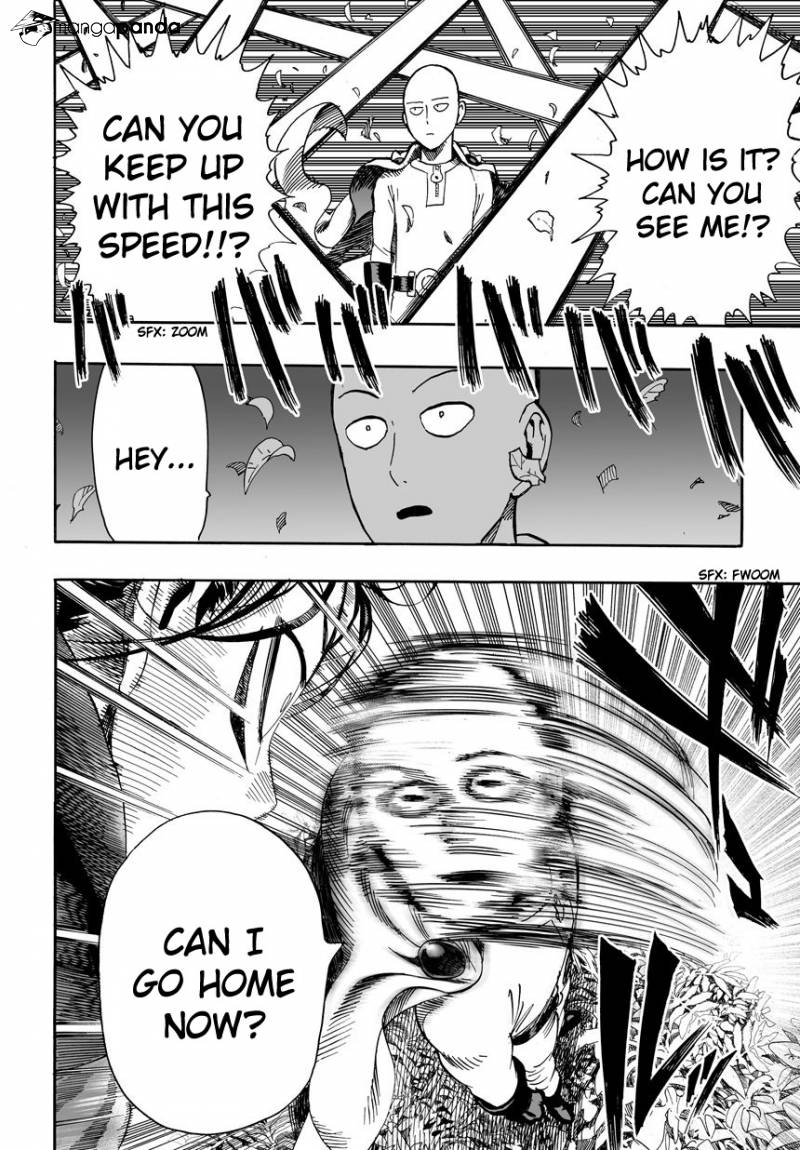 mangapanda
HOW IS IT?
CAN YOU
SEE ME!?
CAN YOU
KEEP UP
WITH THIS
SPEED!!?
SFX: ZOOM
HEY...
SFX: FWOOM
CAN I
GO HOME
NOW?